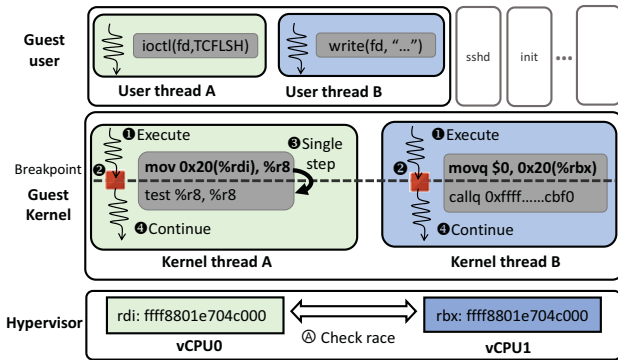 Guest
user
ioctl(fd,TCFLSH)
User thread A
write(fd, “…”)
User thread B
sshd
init
...
❶Execute
❷
Breakpoint
mov 0x20(%rdi), %r8
test %r8, %r8
❸Single
step
❹Continue
Kernel thread A
❶Execute
❷
movq $0, 0x20(%rbx)
callq 0xffff……cbf0
❹Continue
Kernel thread B
Guest
Kernel
Hypervisor
rdi: ffff8801e704c000
vCPU0
Ⓐ Check race
rbx: ffff8801e704c000
vCPU1